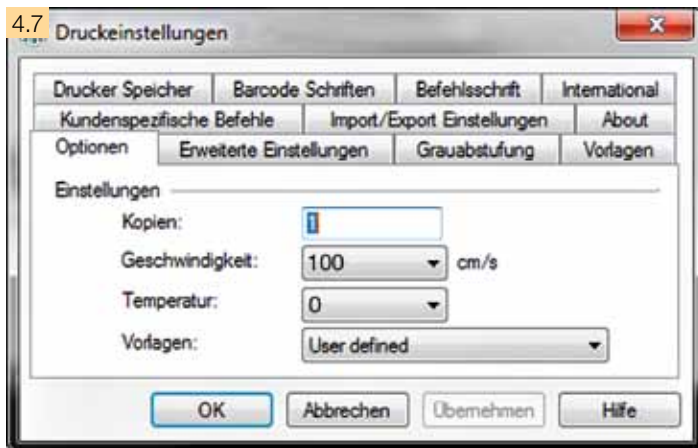 4.7
Druckeinstellungen
Drucker Speicher Barcode Schriften Befehlsschrift International
Kundenspezifische Befehle Import/Export Einstellungen About
Optionen Erweiterte Einstellungen Grauabstufung Vorlagen
Einstellungen
Kopien: 1
Geschwindigkeit: 100 cm/s
Temperatur: 0
Vorlagen: User defined
OK Abbrechen Übernehmen Hilfe